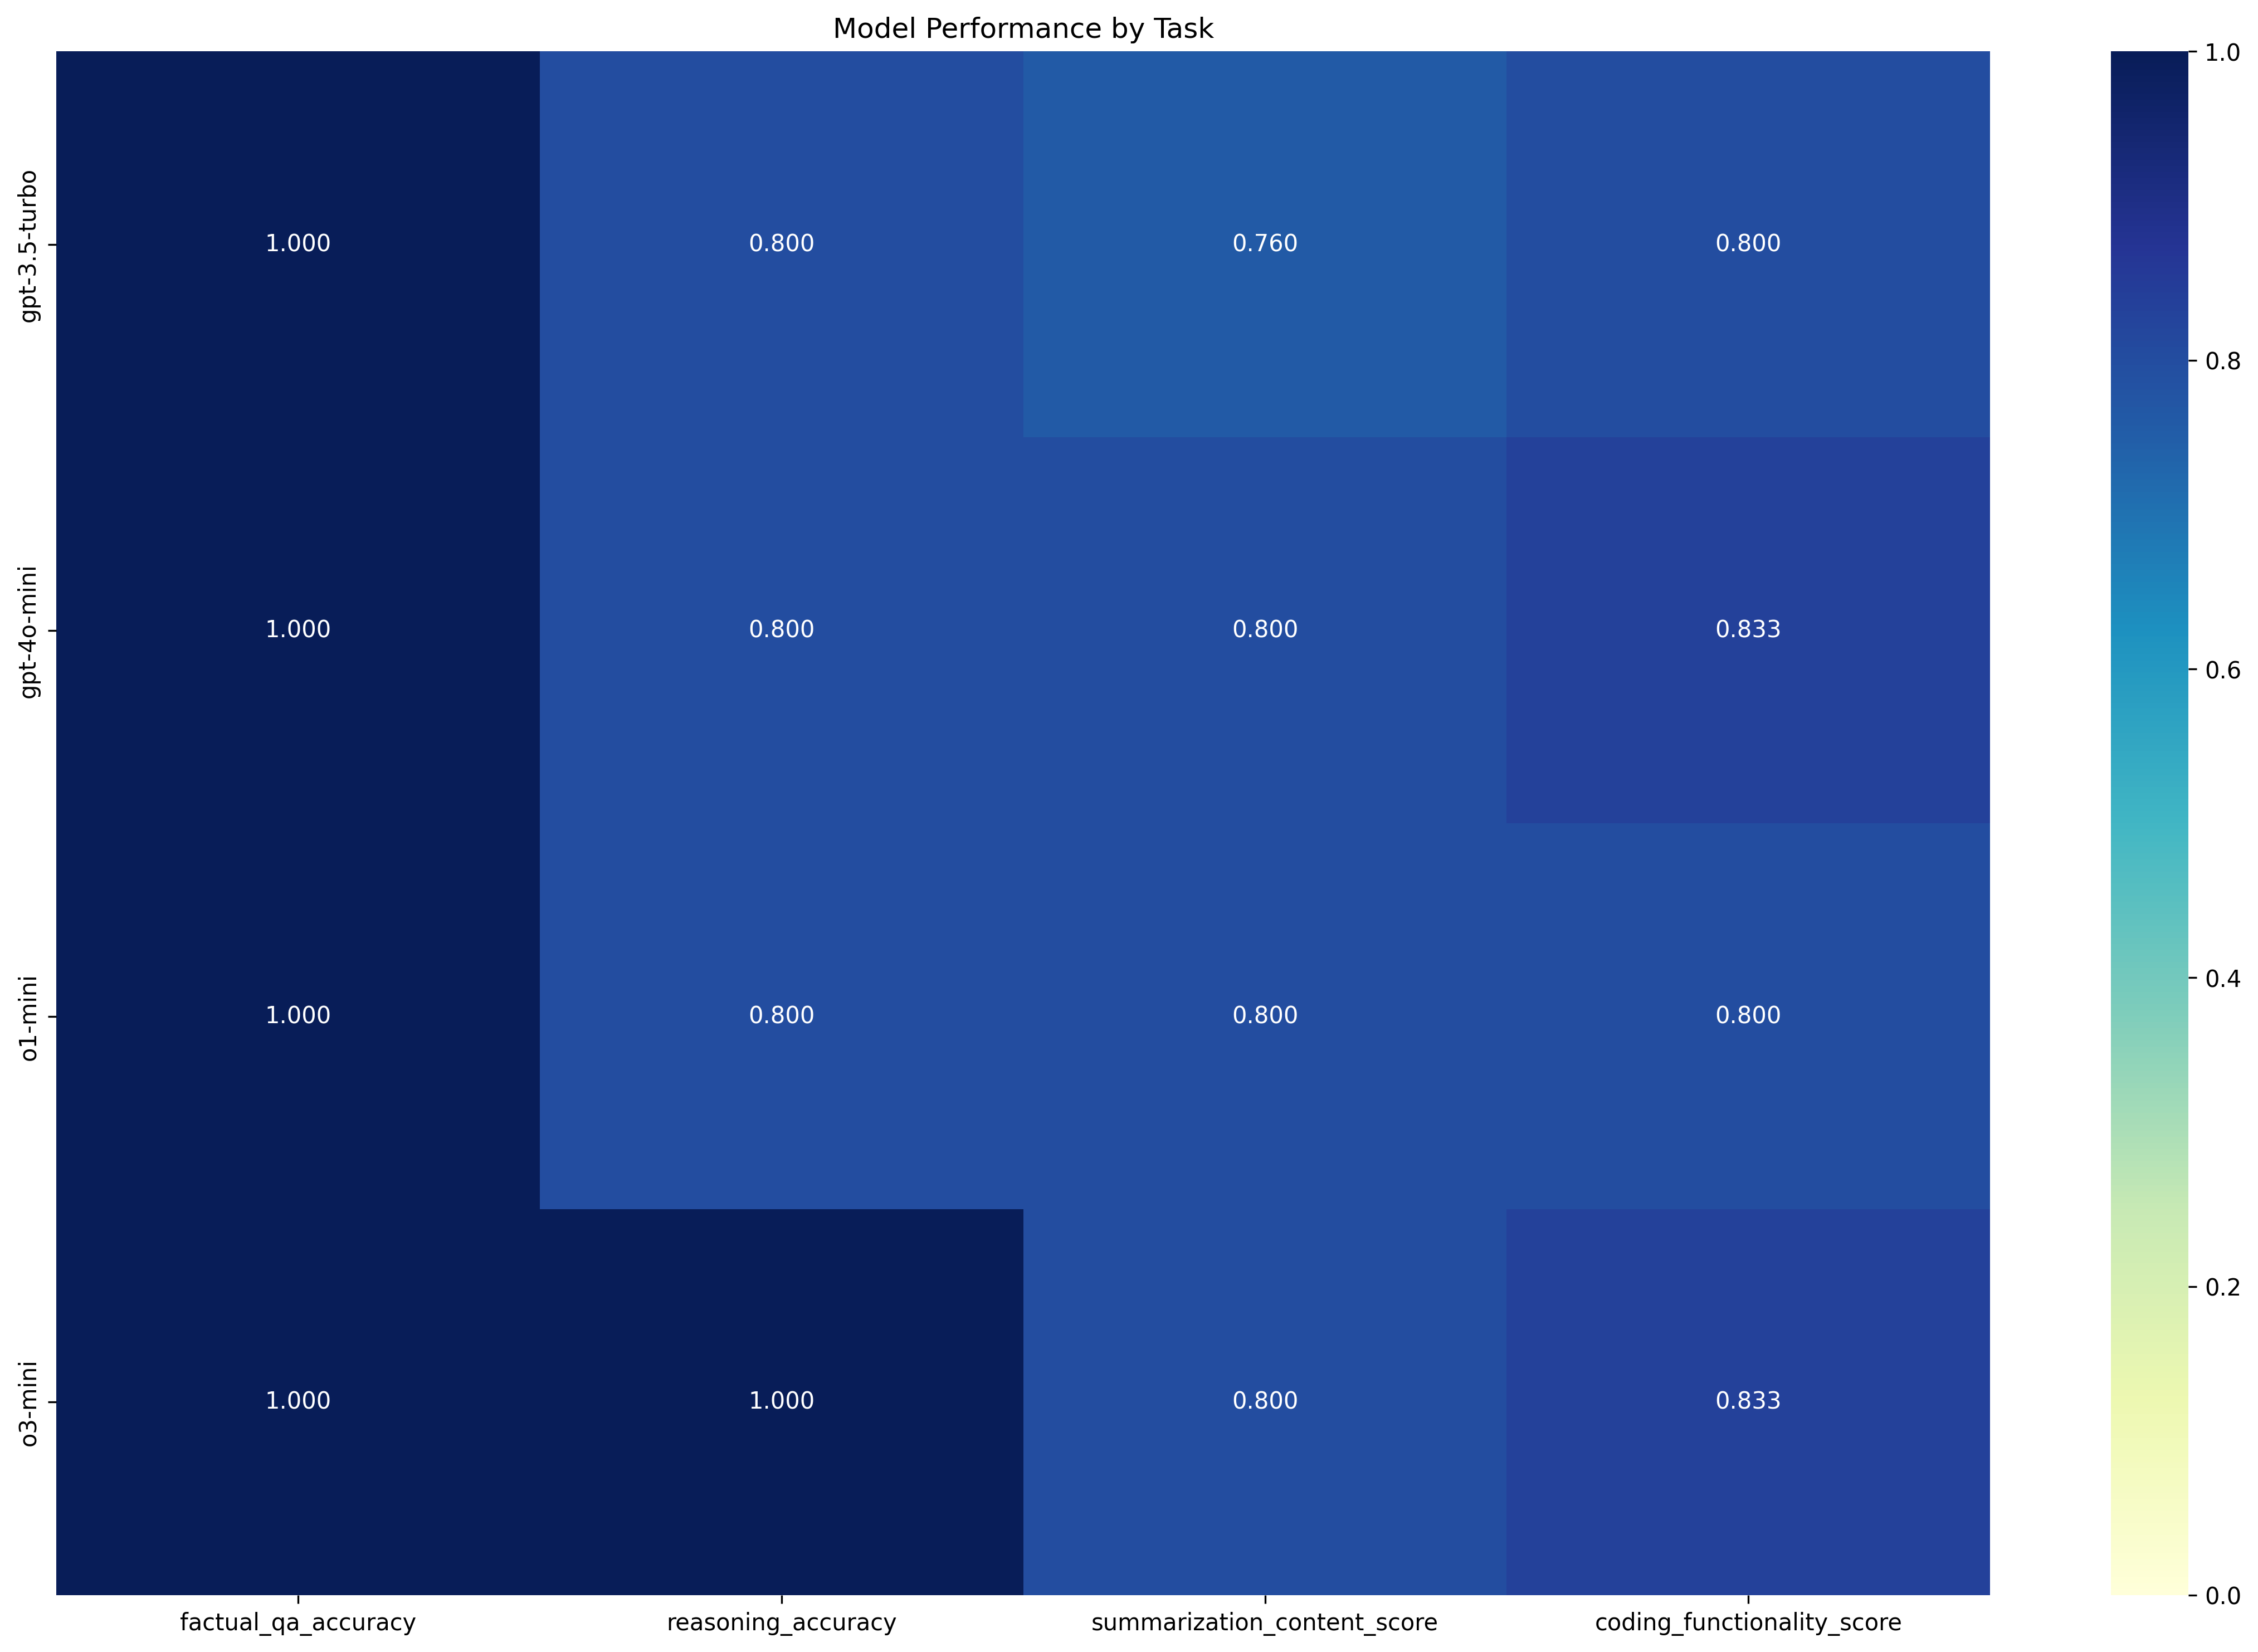 Model Performance by Task
gpt-3.5-turbo
1.000 0.800 0.760 0.800
gpt-4o-mini
1.000 0.800 0.800 0.833
o1-mini
1.000 0.800 0.800 0.800
o3-mini
1.000 1.000 0.800 0.833
factual_qa_accuracy reasoning_accuracy summarization_content_score coding_functionality_score
1.0
0.8
0.6
0.4
0.2
0.0